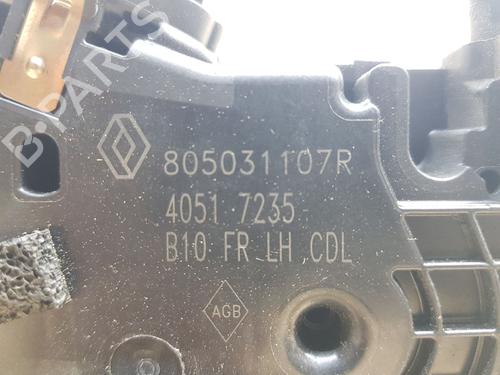 805031107R
4051 7235
B10 FR LH CDL
AGB
B-PARTS